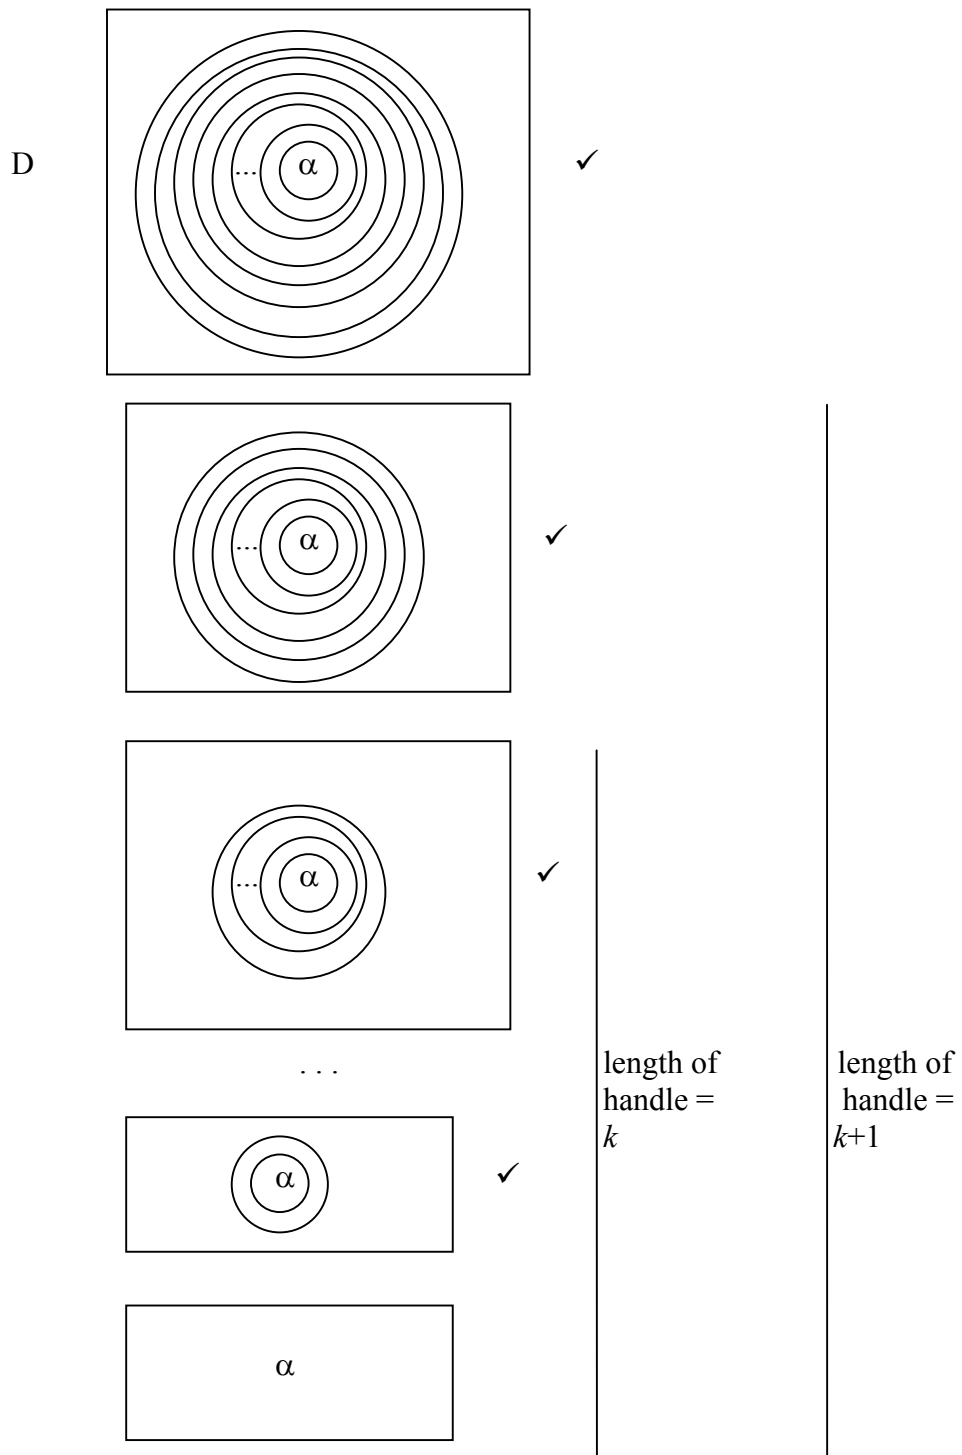 D
... α ✓
... α ✓
... α ✓
. . .
length of
handle =
k
length of
handle =
k+1
α ✓
α